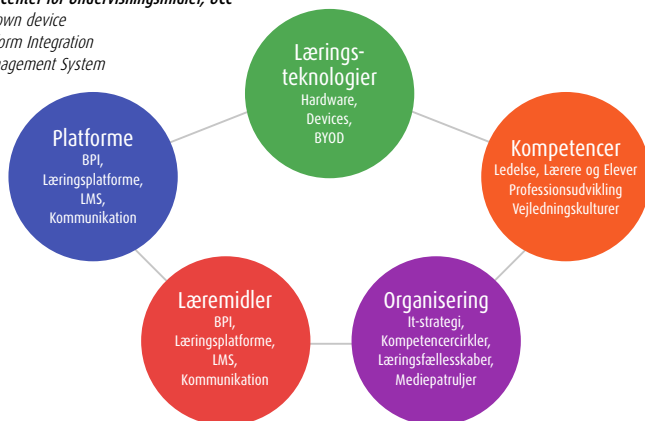 Center for Undervisningsmidler, UCC
own device
orm Integration
nagement System
Lærings-
teknologier
Hardware,
Devices,
BYOD
Platforme
BPI,
Læringsplatforme,
LMS,
Kommunikation
Kompetencer
Ledelse, Lærere og Elever
Professionsudvikling
Vejledningskulturer
Læremidler
BPI,
Læringsplatforme,
LMS,
Kommunikation
Organisering
It-strategi,
Kompetencercirkler,
Læringsfællesskaber,
Mediepatruljer